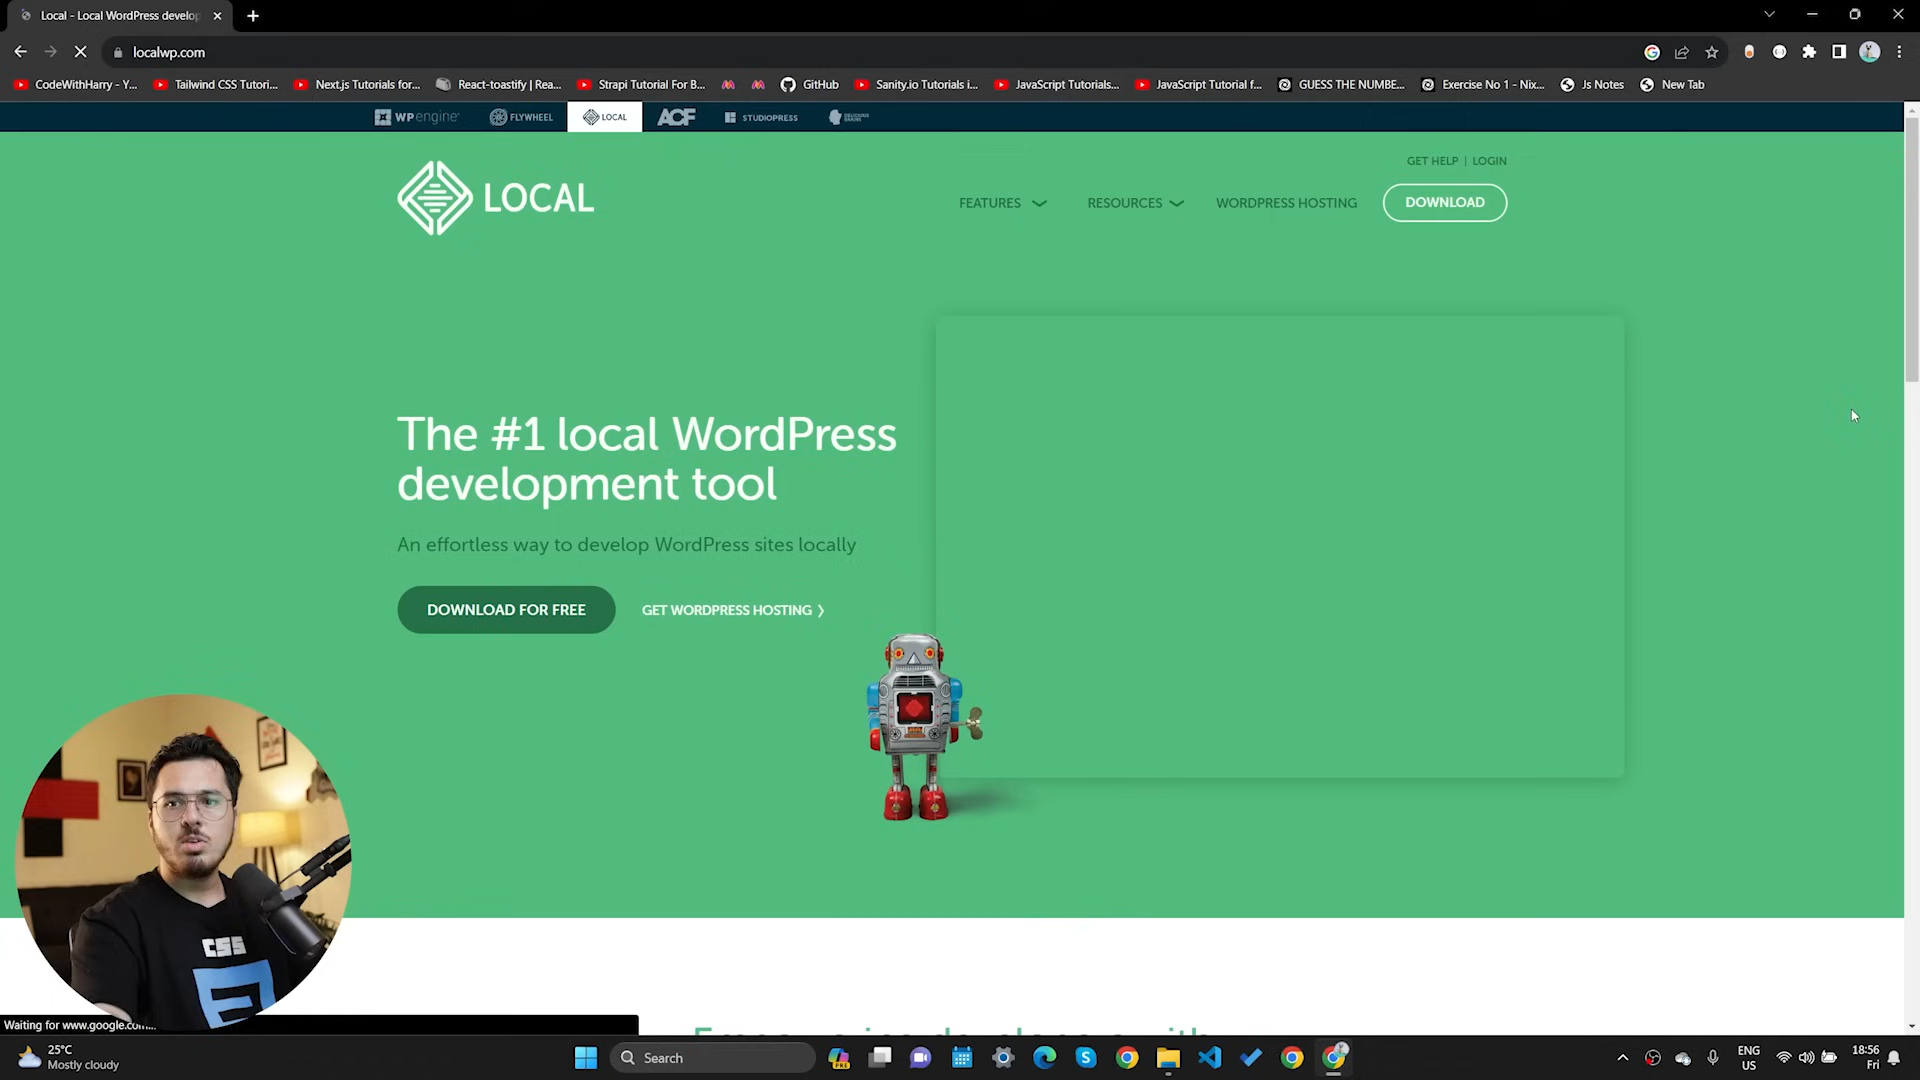 Local - Local WordPress develop
localwp.com
CodeWithHarry - Y...
Tailwind CSS Tutori...
Next.js Tutorials for...
React-toastify | Rea...
Strapi Tutorial For B...
GitHub
Sanity.io Tutorials i...
JavaScript Tutorials...
JavaScript Tutorial f...
GUESS THE NUMBE...
Exercise No 1 - Nix...
Js Notes
New Tab
WP engine
FLYWHEEL
LOCAL
ACF
STUDIOPRESS
GET HELP | LOGIN
LOCAL
FEATURES
RESOURCES
WORDPRESS HOSTING
DOWNLOAD
The #1 local WordPress
development tool
An effortless way to develop WordPress sites locally
DOWNLOAD FOR FREE
GET WORDPRESS HOSTING
CSS
Waiting for www.google.com...
25°C
Mostly cloudy
Search
PRE
ENG
US
18:56
Fri